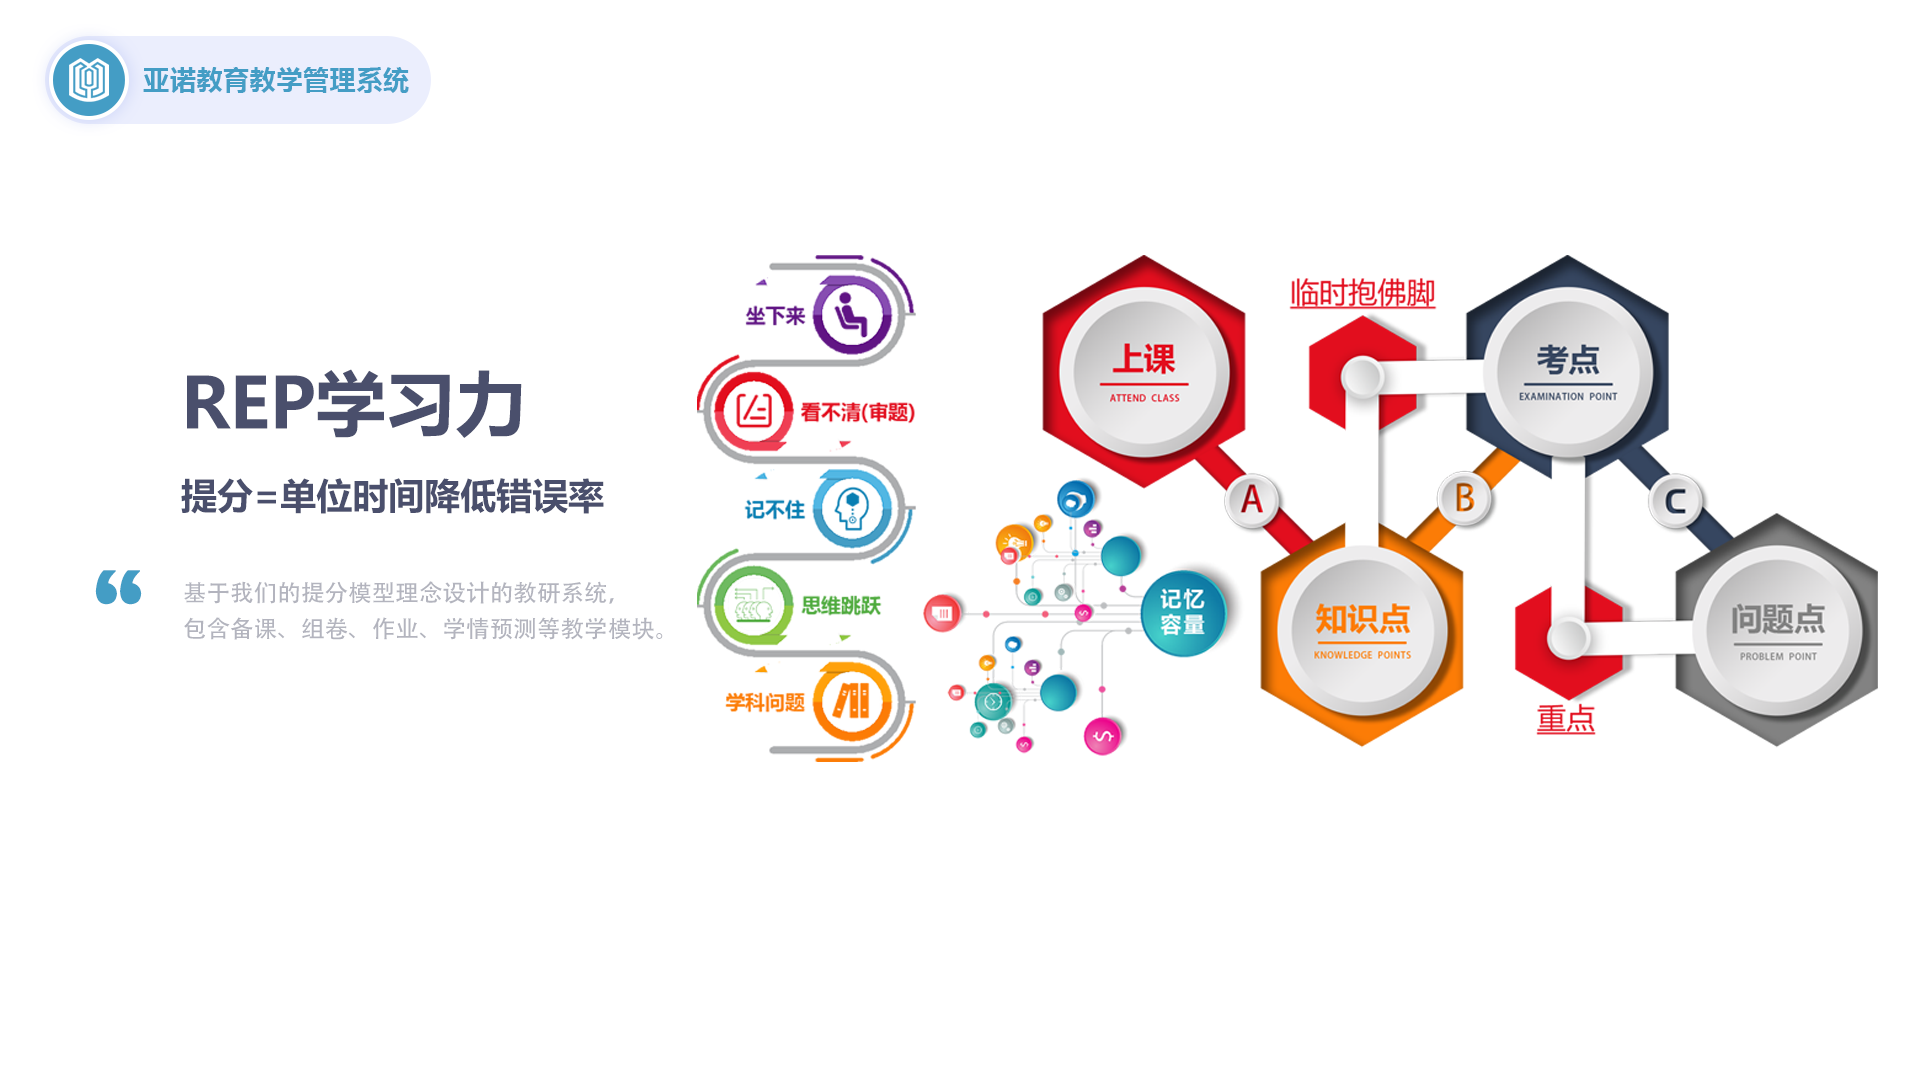 亚诺教育教学管理系统
REP学习力
提分=单位时间降低错误率
基于我们的提分模型理念设计的教研系统,
包含备课、组卷、作业、学情预测等教学模块。
坐下来
看不清(审题)
记不住
思维跳跃
学科问题
记忆
容量
上课
ATTEND CLASS
临时抱佛脚
考点
EXAMINATION POINT
A
B
C
知识点
KNOWLEDGE POINTS
问题点
PROBLEM POINT
重点